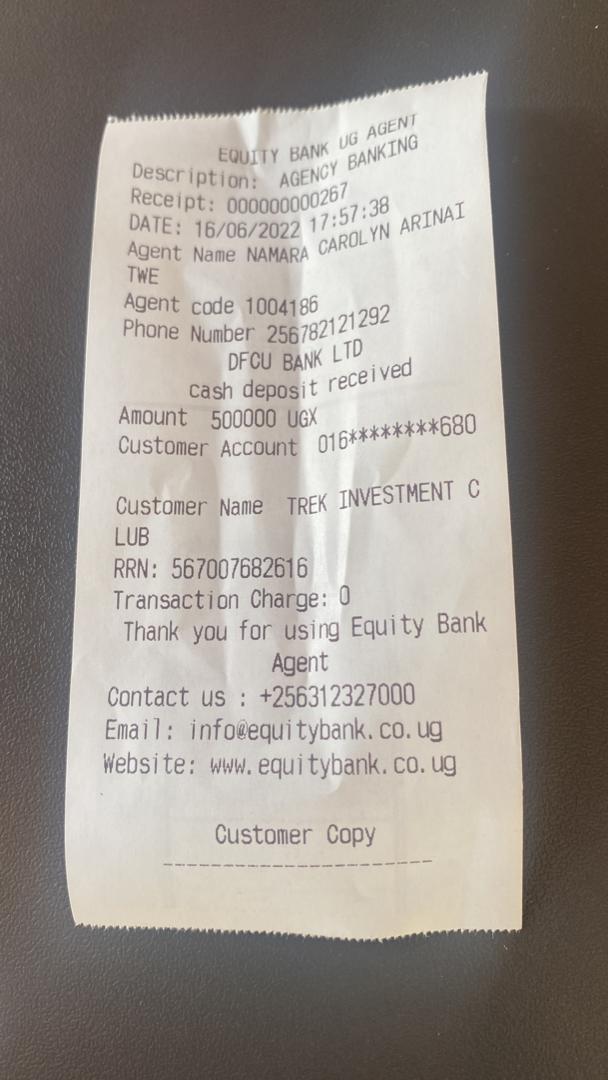 EQUITY BANK UG AGENT
Description: AGENCY BANKING
Receipt: 000000000267
DATE: 16/06/2022 17:57:38
Agent Name NAMARA CAROLYN ARINAI
TWE
Agent code 1004186
Phone Number 256782121292
DFCU BANK LTD
cash deposit received
Amount 500000 UGX
Customer Account 016********680
Customer Name TREK INVESTMENT C
LUB
RRN: 567007682616
Transaction Charge: 0
Thank you for using Equity Bank
Agent
Contact us : +256312327000
Email: info@equitybank.co.ug
Website: www.equitybank.co.ug
Customer Copy